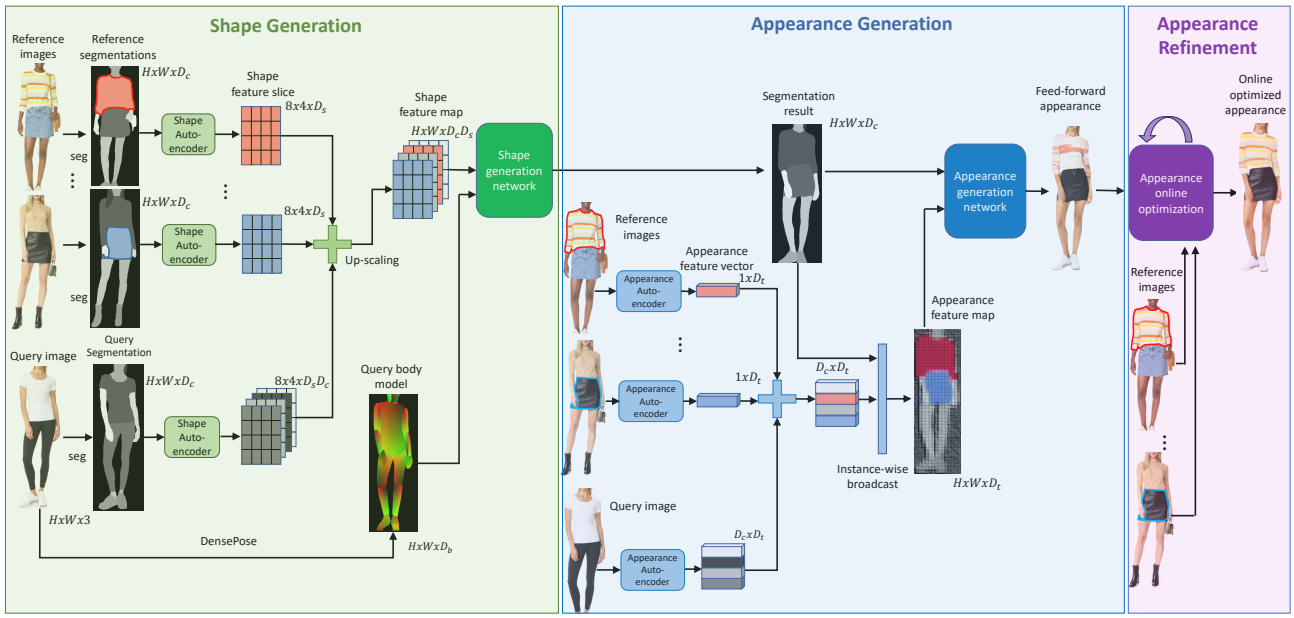 Shape Generation
Reference
images
Reference
segmentations
HxWxD_c
Shape
feature slice
8x4xD_s
Shape
Auto-
encoder
seg
Shape
feature map
HxWxD_cD_s
Shape
generation
network
HxWxD_c
8x4xD_s
Shape
Auto-
encoder
Up-scaling
seg
Query image
Query
Segmentation
HxWxD_c
8x4xD_sD_c
Shape
Auto-
encoder
seg
Query body
model
HxWx3
DensePose
HxWxD_b
Appearance Generation
Segmentation
result
HxWxD_c
Feed-forward
appearance
Appearance
generation
network
Reference
images
Appearance
feature vector
1xD_t
Appearance
Auto-
encoder
Appearance
feature map
1xD_t
D_cxD_t
Appearance
Auto-
encoder
Instance-wise
broadcast
HxWxD_t
Query image
D_cxD_t
Appearance
Auto-
encoder
Appearance
Refinement
Online
optimized
appearance
Appearance
online
optimization
Reference
images